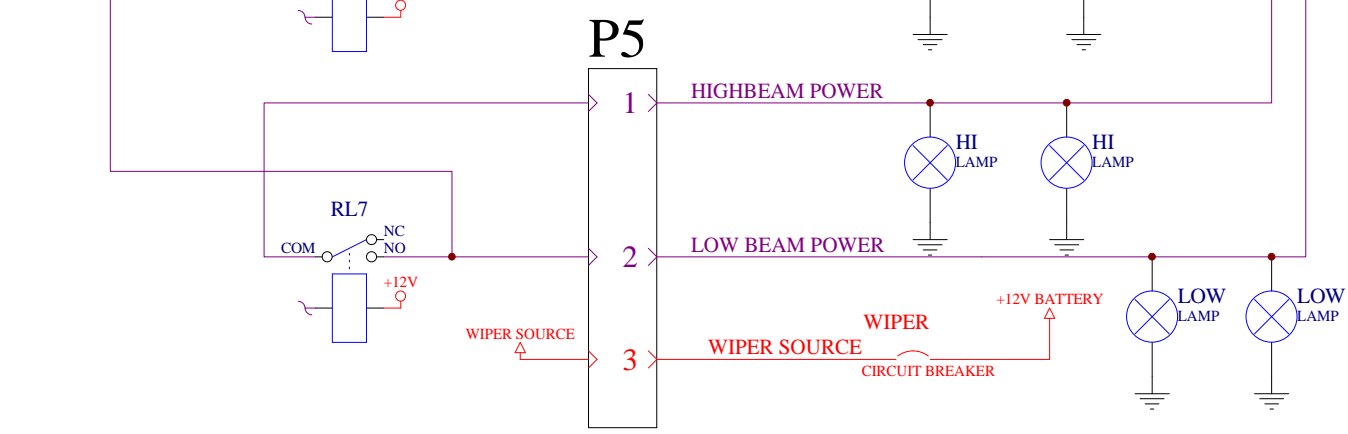 P5
1
HIGHBEAM POWER
HI
LAMP
HI
LAMP
RL7
NC
COM
NO
2
LOW BEAM POWER
+12V
+12V BATTERY
LOW
LAMP
LOW
LAMP
WIPER SOURCE
3
WIPER SOURCE
WIPER
CIRCUIT BREAKER